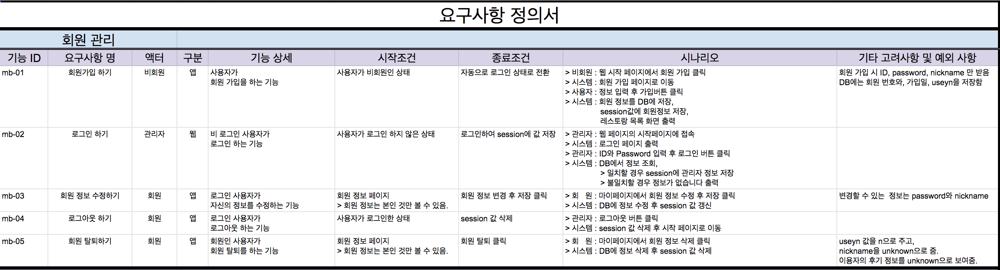 요구사항 정의서
회원 관리
기능 ID 요구사항 명 액터 구분 기능 상세 시작조건 종료조건 시나리오 기타 고려사항 및 예외 사항
mb-01 회원가입 하기 비회원 앱 사용자가 사용자가 비회원인 상태 자동으로 로그인 상태로 전환 > 비회원 : 웹 시작 페이지에서 회원 가입 클릭 회원 가입 시 ID, password, nickname 만 받음
회원 가입을 하는 기능 > 시스템 : 회원 가입 페이지로 이동 DB에는 회원 번호와, 가입일, useyn을 저장함
> 사용자 : 정보 입력 후 가입버튼 클릭
> 시스템 : 회원 정보를 DB에 저장,
session값에 회원정보 저장,
레스토랑 목록 화면 출력
mb-02 로그인 하기 관리자 웹 비 로그인 사용자가 사용자가 로그인 하지 않은 상태 로그인하여 session에 값 저장 > 관리자 : 웹 페이지의 시작페이지에 접속
로그인 하는 기능 > 시스템 : 로그인 페이지 출력
> 관리자 : ID와 Password 입력 후 로그인 버튼 클릭
> 시스템 : DB에서 정보 조회,
> 일치할 경우 session에 관리자 정보 저장
> 불일치할 경우 정보가 없습니다 출력
mb-03 회원 정보 수정하기 회원 앱 로그인 사용자가 회원 정보 페이지 회원 정보 변경 후 저장 클릭 > 회 원 : 마이페이지에서 회원 정보 수정 후 저장 클릭 변경할 수 있는 정보는 password와 nickname
자신의 정보를 수정하는 기능 > 회원 정보는 본인 것만 볼 수 있음. > 시스템 : DB에 정보 수정 후 session 값 갱신
mb-04 로그아웃 하기 회원 앱 로그인 사용자가 사용자가 로그인한 상태 session 값 삭제 > 관리자 : 로그아웃 버튼 클릭
로그아웃 하는 기능 > 시스템 : session 값 삭제 후 시작 페이지로 이동
mb-05 회원 탈퇴하기 회원 앱 회원인 사용자가 회원 정보 페이지 회원 탈퇴 클릭 > 회 원 : 마이페이지에서 회원 정보 삭제 클릭 useyn 값을 n으로 주고,
회원 탈퇴를 하는 기능 > 회원 정보는 본인 것만 볼 수 있음. > 시스템 : DB에 정보 삭제 후 session 값 삭제 nickname을 unknown으로 줌.
이용자의 후기 정보를 unknown으로 보여줌.